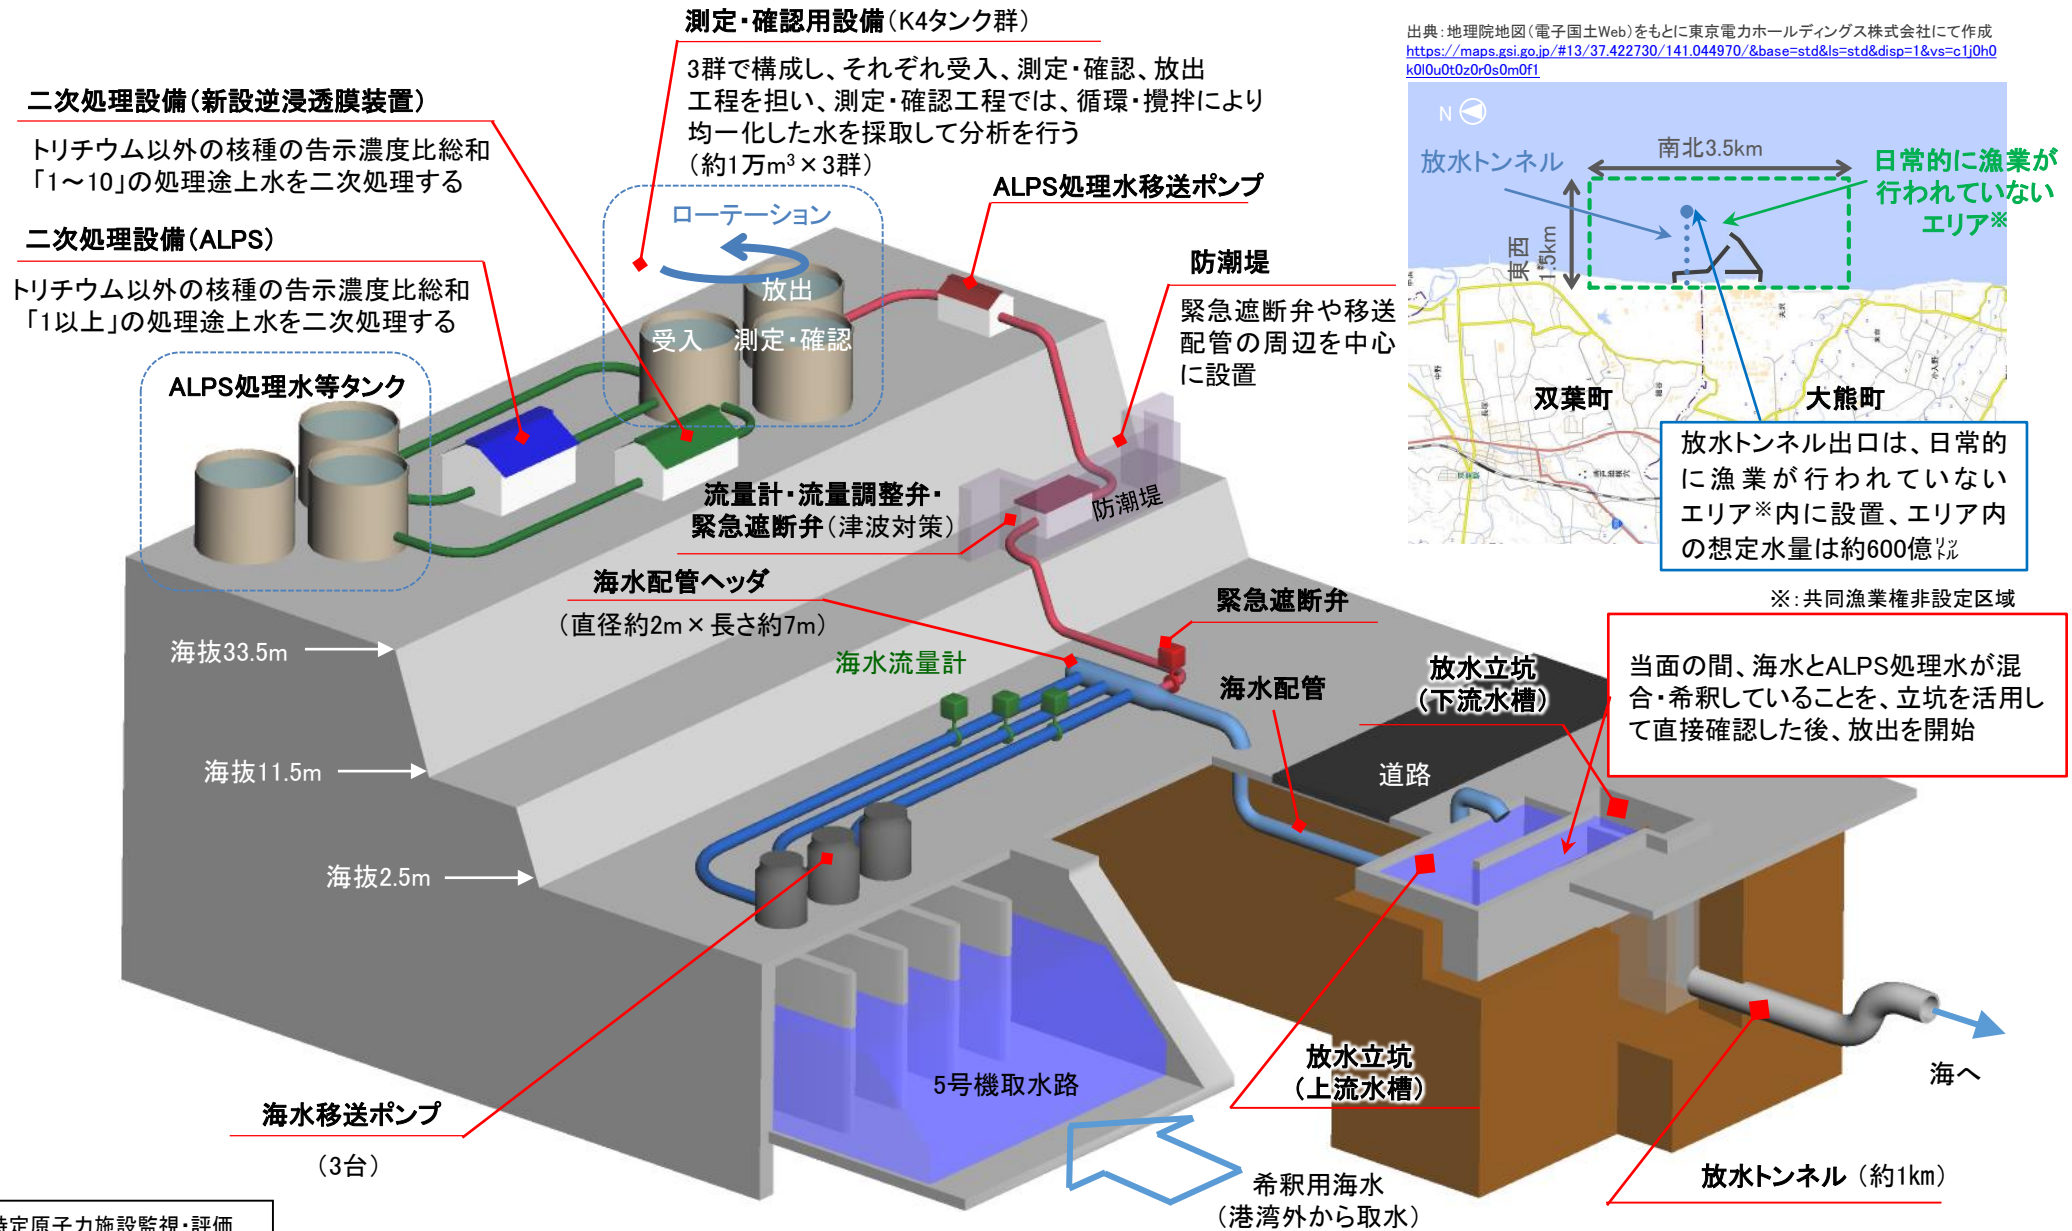 測定・確認用設備(K4タンク群)
3群で構成し、それぞれ受入、測定・確認、放出
工程を担い、測定・確認工程では、循環・攪拌により
均一化した水を採取して分析を行う
(約1万m³×3群)
二次処理設備(新設逆浸透膜装置)
トリチウム以外の核種の告示濃度比総和
「1〜10」の処理途上水を二次処理する
二次処理設備(ALPS)
トリチウム以外の核種の告示濃度比総和
「1以上」の処理途上水を二次処理する
ALPS処理水等タンク
ローテーション
放出
受入
測定・確認
ALPS処理水移送ポンプ
防潮堤
緊急遮断弁や移送
配管の周辺を中心
に設置
防潮堤
流量計・流量調整弁・
緊急遮断弁(津波対策)
海水配管ヘッダ
(直径約2m×長さ約7m)
海水流量計
緊急遮断弁
海水配管
道路
放水立坑
(下流水槽)
当面の間、海水とALPS処理水が混
合・希釈していることを、立坑を活用し
て直接確認した後、放出を開始
海抜33.5m
海抜11.5m
海抜2.5m
海水移送ポンプ
(3台)
5号機取水路
放水立坑
(上流水槽)
希釈用海水
(港湾外から取水)
放水トンネル (約1km)
海へ
出典:地理院地図(電子国土Web)をもとに東京電力ホールディングス株式会社にて作成
https://maps.gsi.go.jp/#13/37.422730/141.044970/&base=std&ls=std&disp=1&vs=c1j0h0
k0l0u0t0z0r0s0m0f1
N
南北3.5km
東西
1.5km
放水トンネル
日常的に漁業が
行われていない
エリア※
双葉町
大熊町
放水トンネル出口は、日常的
に漁業が行われていない
エリア※内に設置、エリア内
の想定水量は約600億リットル
※:共同漁業権非設定区域
特定原子力施設監視・評価